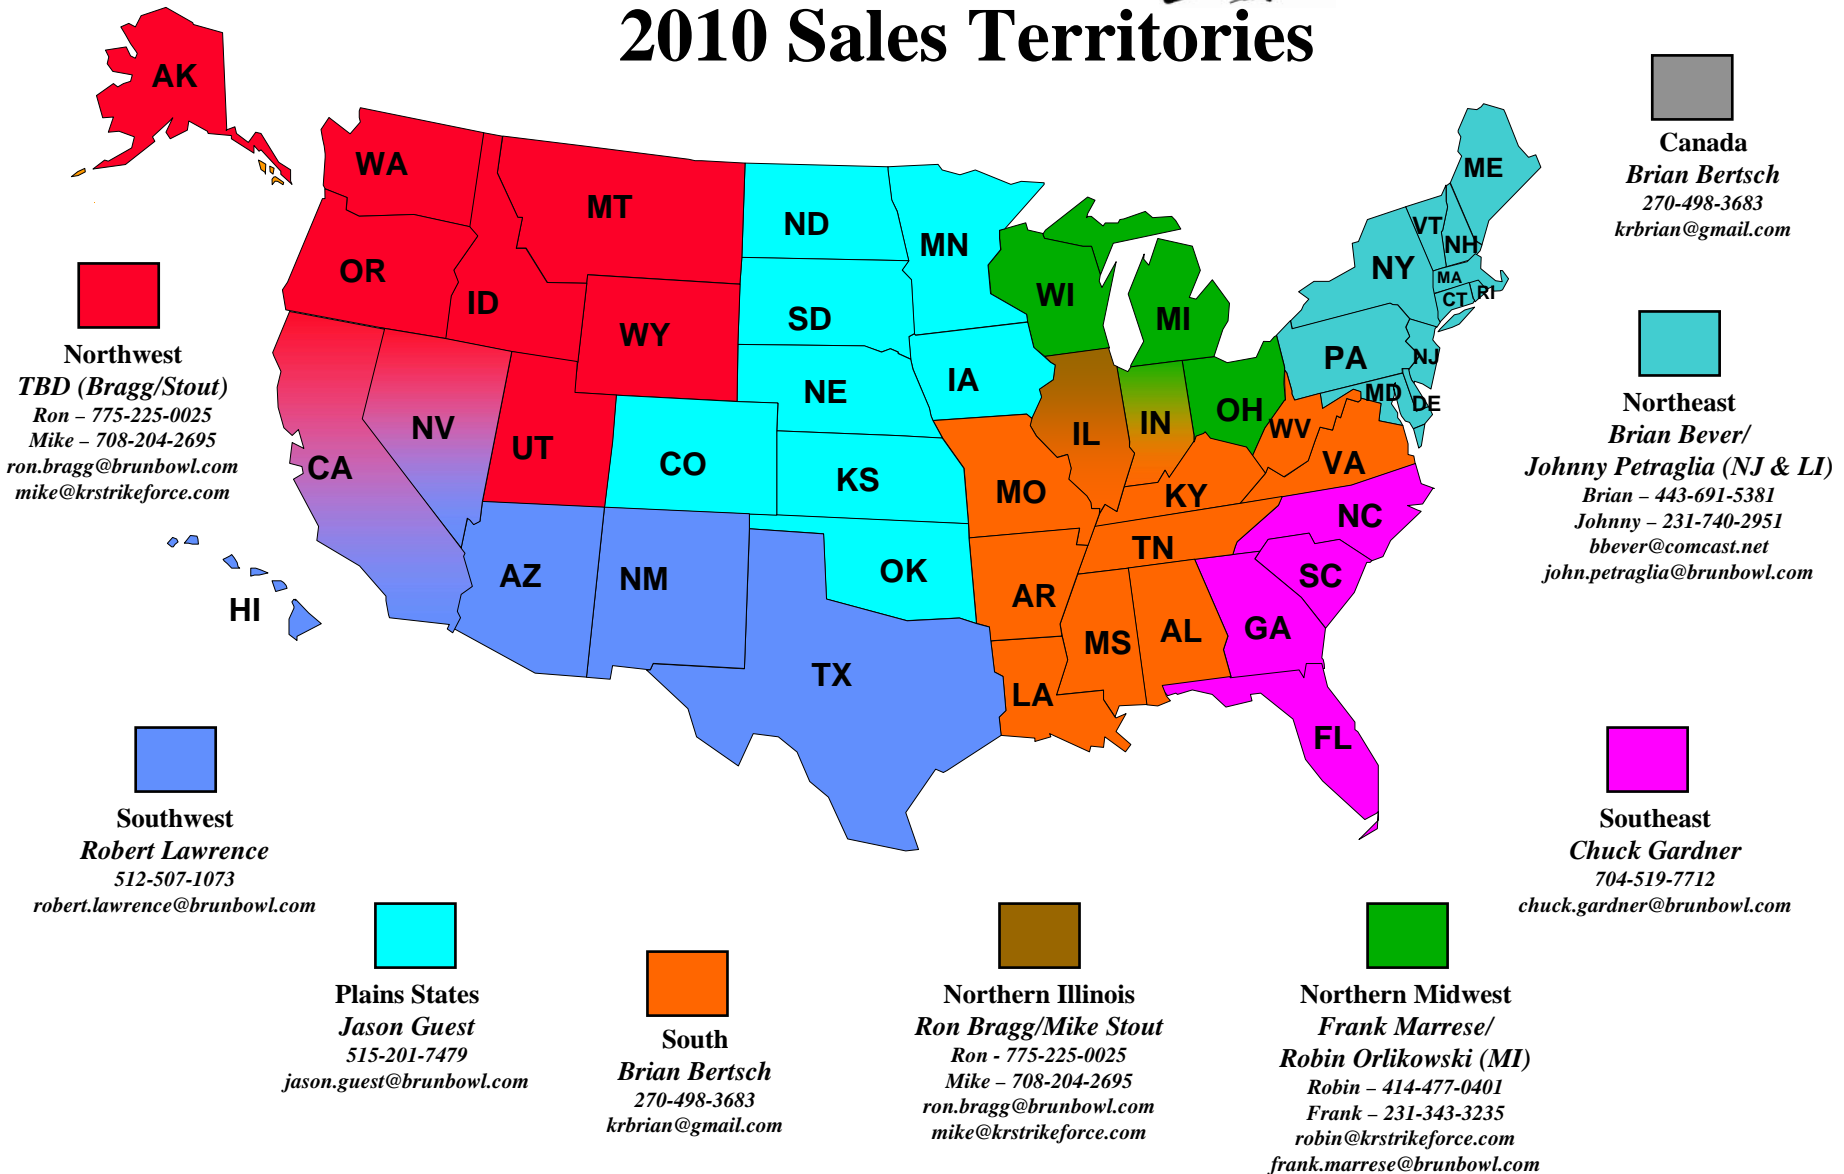 2010 Sales Territories
AK
WA
MT
OR
ID
WY
CA
NV
UT
HI
AZ
NM
TX
ND
SD
NE
CO
KS
OK
MN
IA
MO
AR
LA
WI
MI
IL
IN
OH
KY
TN
MS
AL
WV
VA
NC
SC
GA
FL
ME
VT
NH
NY
MA
CT
RI
PA
NJ
MD
DE
Canada
Brian Bertsch
270-498-3683
krbrian@gmail.com
Northwest
TBD (Bragg/Stout)
Ron – 775-225-0025
Mike – 708-204-2695
ron.bragg@brunbowl.com
mike@krstrikeforce.com
Northeast
Brian Bever/
Johnny Petraglia (NJ & LI)
Brian – 443-691-5381
Johnny – 231-740-2951
bbever@comcast.net
john.petraglia@brunbowl.com
Southwest
Robert Lawrence
512-507-1073
robert.lawrence@brunbowl.com
Southeast
Chuck Gardner
704-519-7712
chuck.gardner@brunbowl.com
Plains States
Jason Guest
515-201-7479
jason.guest@brunbowl.com
South
Brian Bertsch
270-498-3683
krbrian@gmail.com
Northern Illinois
Ron Bragg/Mike Stout
Ron - 775-225-0025
Mike – 708-204-2695
ron.bragg@brunbowl.com
mike@krstrikeforce.com
Northern Midwest
Frank Marrese/
Robin Orlikowski (MI)
Robin – 414-477-0401
Frank – 231-343-3235
robin@krstrikeforce.com
frank.marrese@brunbowl.com